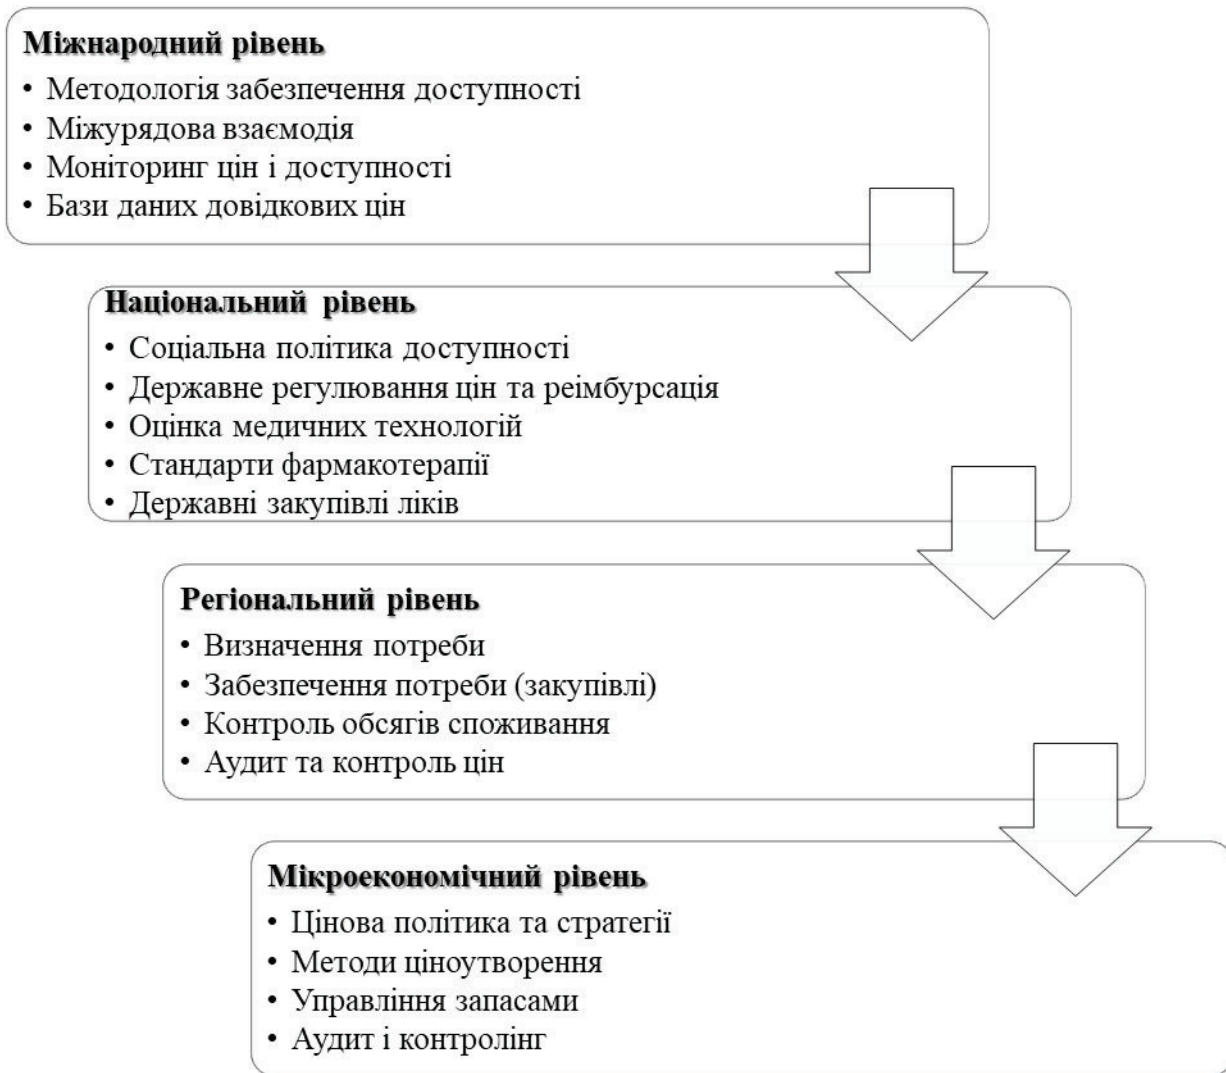 Міжнародний рівень
• Методологія забезпечення доступності
• Міжурядова взаємодія
• Моніторинг цін і доступності
• Бази даних довідкових цін
Національний рівень
• Соціальна політика доступності
• Державне регулювання цін та реімбурсація
• Оцінка медичних технологій
• Стандарти фармакотерапії
• Державні закупівлі ліків
Регіональний рівень
• Визначення потреби
• Забезпечення потреби (закупівлі)
• Контроль обсягів споживання
• Аудит та контроль цін
Мікроекономічний рівень
• Цінова політика та стратегії
• Методи ціноутворення
• Управління запасами
• Аудит і контролінг